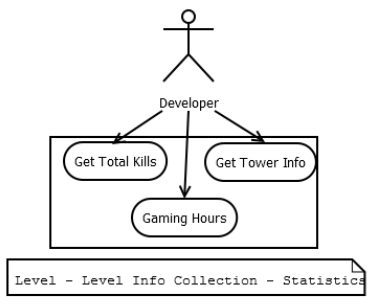 Developer
Get Total Kills
Get Tower Info
Gaming Hours
Level - Level Info Collection - Statistics